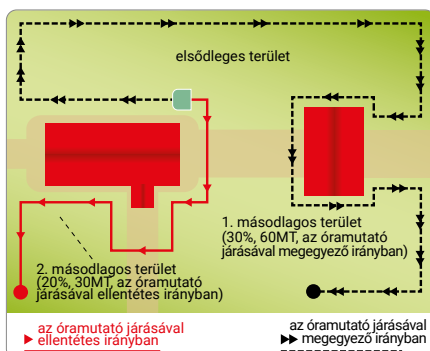 elsődleges terület
1. másodlagos terület
(30%, 60MT, az óramutató
járásával megegyező irányban)
2. másodlagos terület
(20%, 30MT, az óramutató
járásával ellentétes irányban)
az óramutató járásával
ellentétes irányban
az óramutató járásával
megegyező irányban